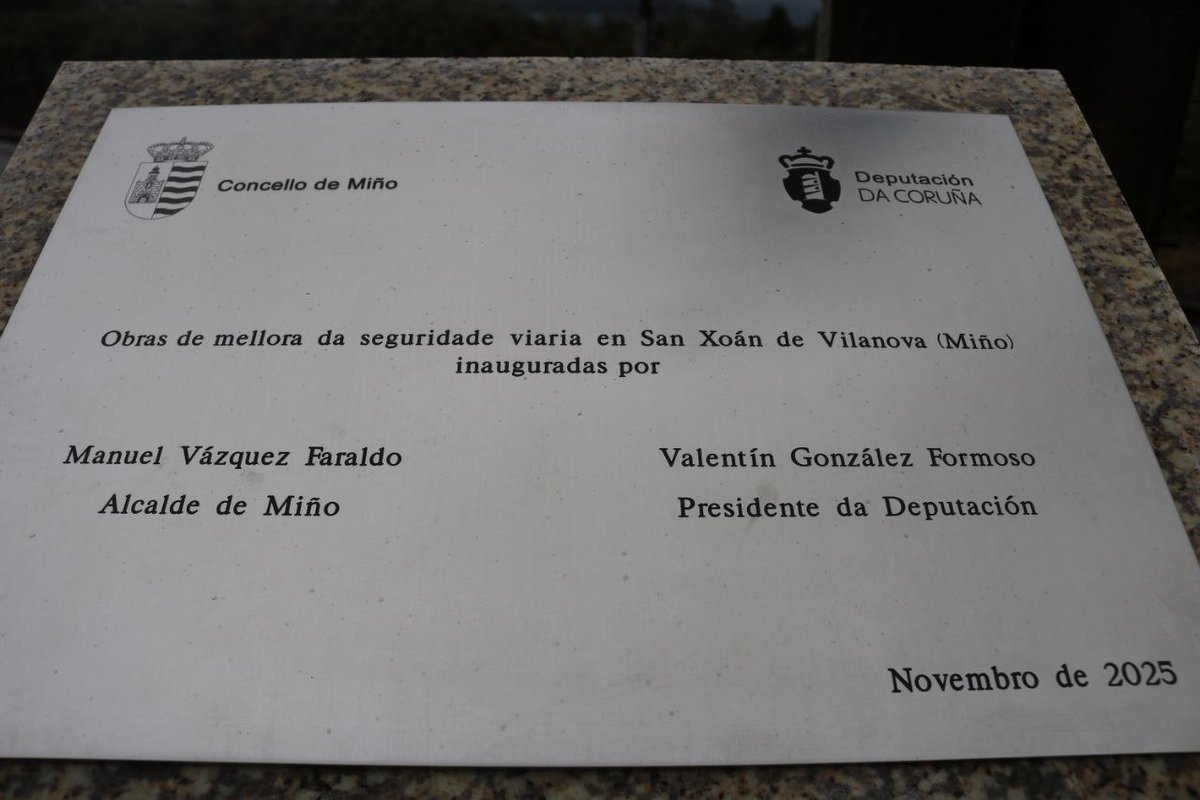 Concello de Miño
Deputación
DA CORUÑA
Obras de mellora da seguridade viaria en San Xoán de Vilanova (Miño)
inauguradas por
Manuel Vázquez Faraldo
Alcalde de Miño
Valentín González Formoso
Presidente da Deputación
Novembro de 2025